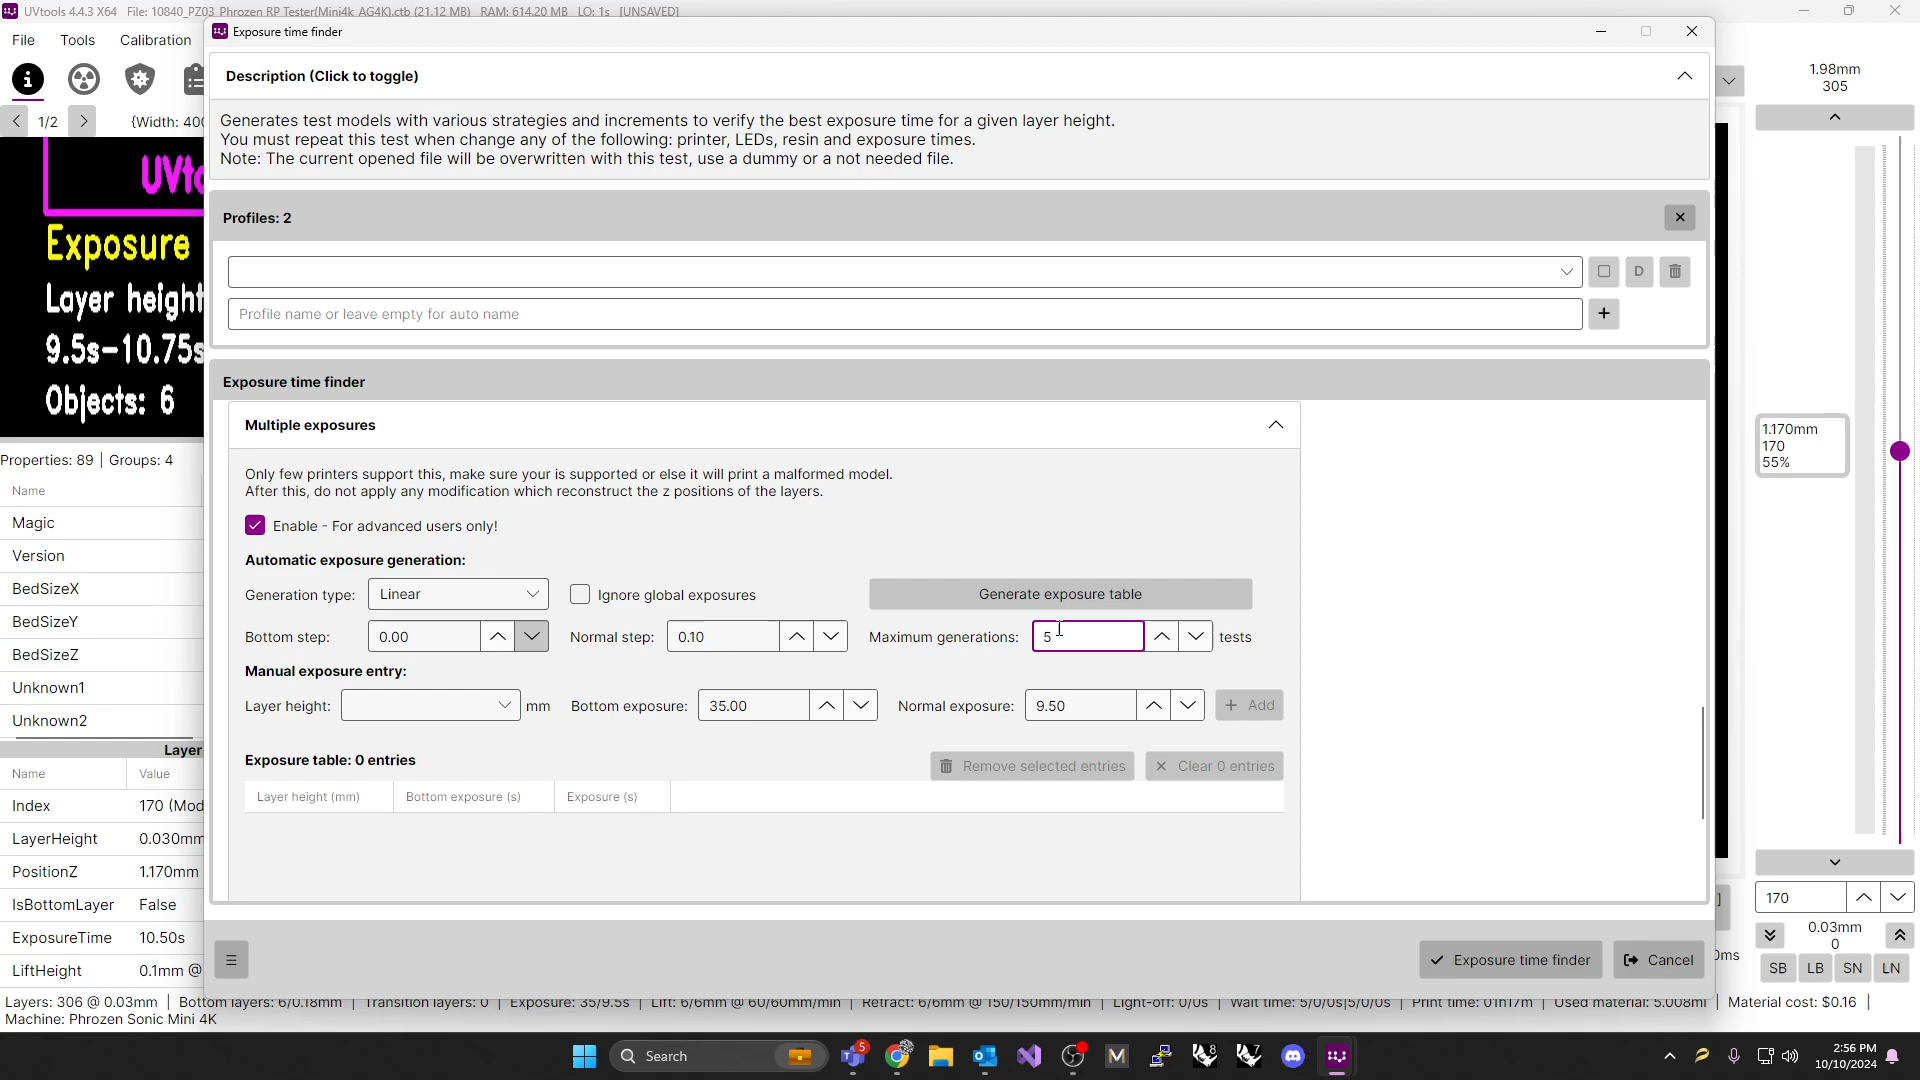 UVtools 4.4.3 X64 File: 10840_PZ03_Phrozen RP Tester(Mini4k_AG4K).ctb (21.12 MB) RAM: 614.20 MB LO: 1s [UNSAVED]
File Tools Calibration
Exposure time finder
Description (Click to toggle)
Generates test models with various strategies and increments to verify the best exposure time for a given layer height.
You must repeat this test when change any of the following: printer, LEDs, resin and exposure times.
Note: The current opened file will be overwritten with this test, use a dummy or a not needed file.
1.98mm
305
1/2 {Width: 400
Exposure
Layer height
9.5s-10.75s
Objects: 6
Profiles: 2
D
Profile name or leave empty for auto name
+
Exposure time finder
Multiple exposures
Only few printers support this, make sure your is supported or else it will print a malformed model.
After this, do not apply any modification which reconstruct the z positions of the layers.
Enable - For advanced users only!
Automatic exposure generation:
Generation type: Linear Ignore global exposures Generate exposure table
Bottom step: 0.00 Normal step: 0.10 Maximum generations: 5 tests
Manual exposure entry:
Layer height: mm Bottom exposure: 35.00 Normal exposure: 9.50 + Add
Exposure table: 0 entries Remove selected entries Clear 0 entries
Layer height (mm) Bottom exposure (s) Exposure (s)
1.170mm
170
55%
Properties: 89 Groups: 4
Name
Magic
Version
BedSizeX
BedSizeY
BedSizeZ
Unknown1
Unknown2
Layer
Name Value
Index 170 (Mod
LayerHeight 0.030mm
PositionZ 1.170mm
IsBottomLayer False
ExposureTime 10.50s
LiftHeight 0.1mm @
Exposure time finder Cancel
170
0.03mm
0
SB LB SN LN
Layers: 306 @ 0.03mm Bottom layers: 6/0.18mm Transition layers: 0 Exposure: 35/9.5s Lift: 6/6mm @ 60/60mm/min Retract: 6/6mm @ 150/150mm/min Light-off: 0/0s Wait time: 5/0/0s|5/0/0s Print time: 01h17m Used material: 5.008ml Material cost: $0.16
Machine: Phrozen Sonic Mini 4K
Search
5
M
8
7
2:56 PM
10/10/2024